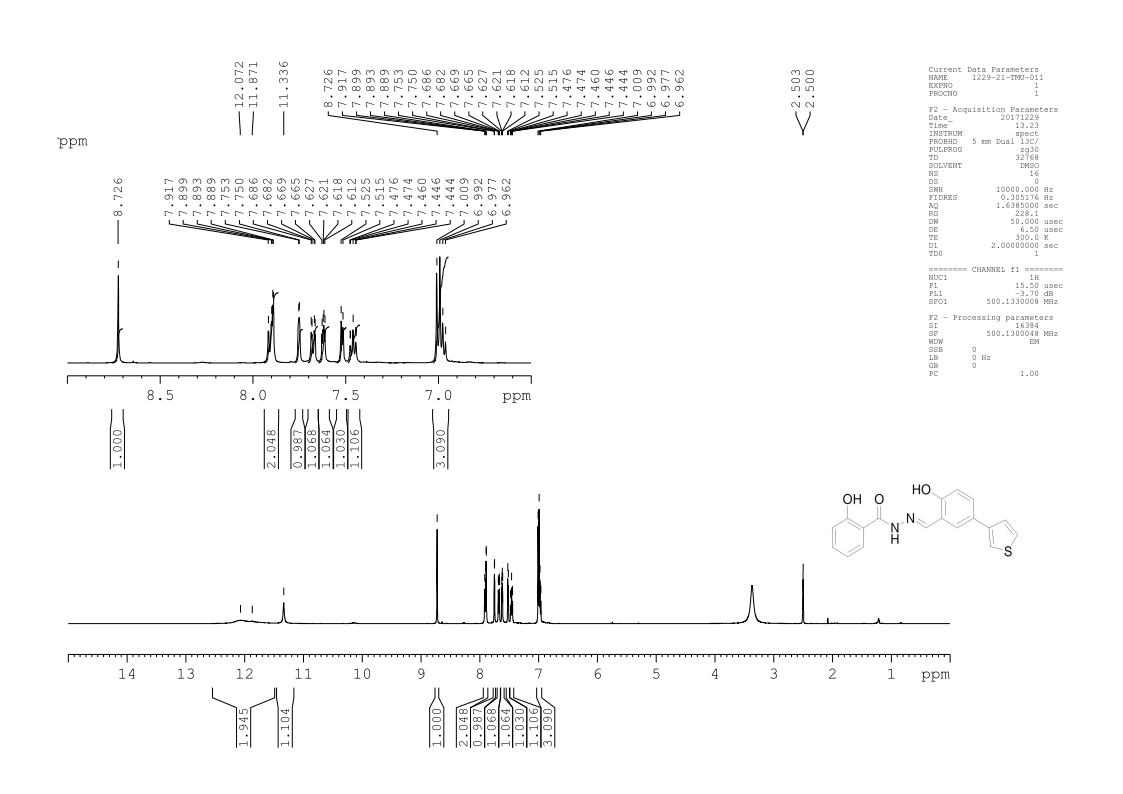 12.072
11.871
11.336
8.726
7.917
7.899
7.893
7.889
7.753
7.750
7.686
7.682
7.669
7.665
7.627
7.621
7.618
7.612
7.525
7.515
7.476
7.474
7.460
7.446
7.444
7.009
6.992
6.977
6.962
2.503
2.500
ppm
8.726
7.917
7.899
7.893
7.889
7.753
7.750
7.686
7.682
7.669
7.665
7.627
7.621
7.618
7.612
7.525
7.515
7.476
7.474
7.460
7.446
7.444
7.009
6.992
6.977
6.962
8.5 8.0 7.5 7.0 ppm
1.000
2.048
0.987
1.068
1.064
1.030
1.106
3.090
Current Data Parameters
NAME 1229-21-TMU-011
EXPNO 1
PROCNO 1
F2 - Acquisition Parameters
Date_ 20171229
Time 13.23
INSTRUM spect
PROBHD 5 mm Dual 13C/
PULPROG zg30
TD 32768
SOLVENT DMSO
NS 16
DS 0
SWH 10000.000 Hz
FIDRES 0.305176 Hz
AQ 1.6385000 sec
RG 228.1
DW 50.000 usec
DE 6.50 usec
TE 300.0 K
D1 2.00000000 sec
TD0 1
======== CHANNEL f1 ========
NUC1 1H
P1 15.50 usec
PL1 -3.70 dB
SFO1 500.1330008 MHz
F2 - Processing parameters
SI 16384
SF 500.1300048 MHz
WDW EM
SSB 0
LB 0 Hz
GB 0
PC 1.00
OH O HO
N
N
H
S
14 13 12 11 10 9 8 7 6 5 4 3 2 1 ppm
1.945
1.104
1.000
2.048
0.987
1.068
1.064
1.030
1.106
3.090